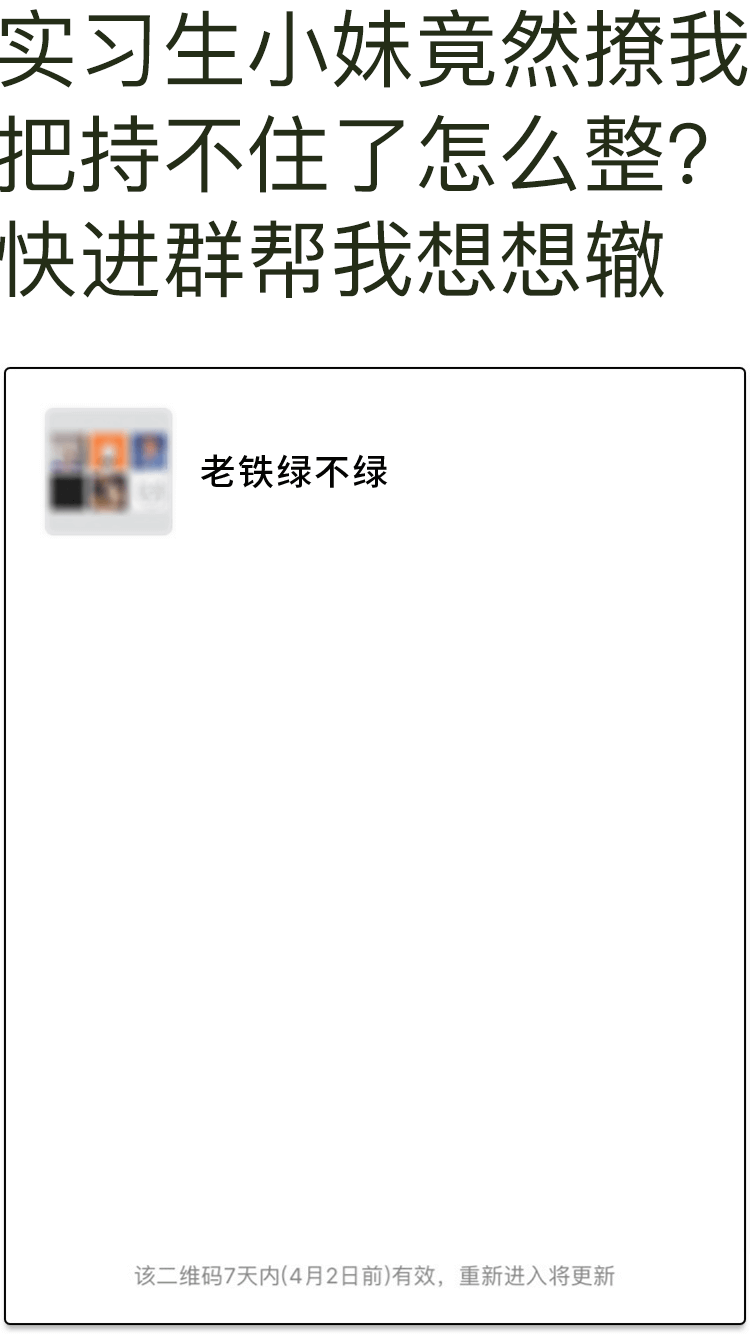 实习生小妹竟然撩我
把持不住了怎么整?
快进群帮我想想辙
老铁绿不绿
该二维码7天内(4月2日前)有效，重新进入将更新